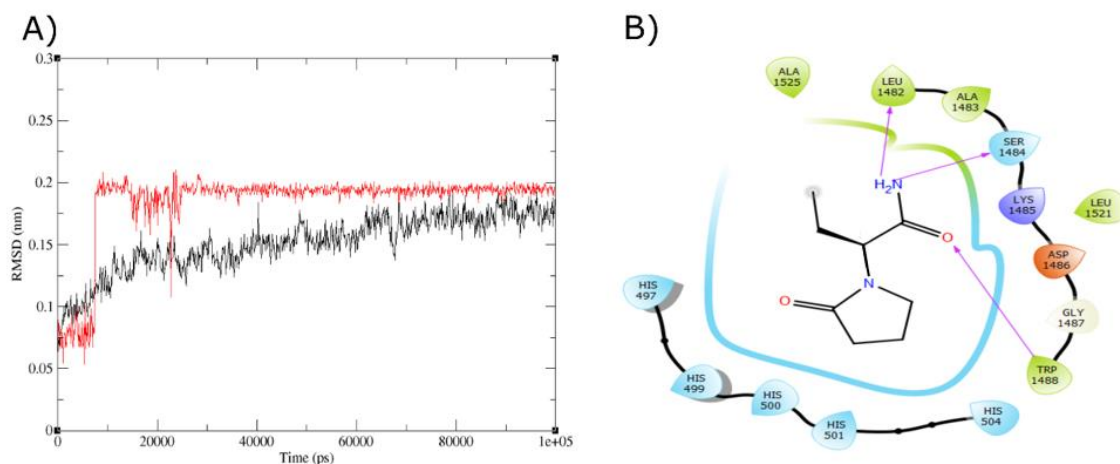 A)
B)
0.3
0.25
0.2
0.15
0.1
0.05
0
RMSD (nm)
0
20000
40000
60000
80000
1e+05
Time (ps)
ALA
1525
LEU
1482
ALA
1483
SER
1484
LYS
1485
LEU
1521
ASP
1486
GLY
1487
TRP
1488
H₂N
O
N
O
HIS
497
HIS
499
HIS
500
HIS
501
HIS
504